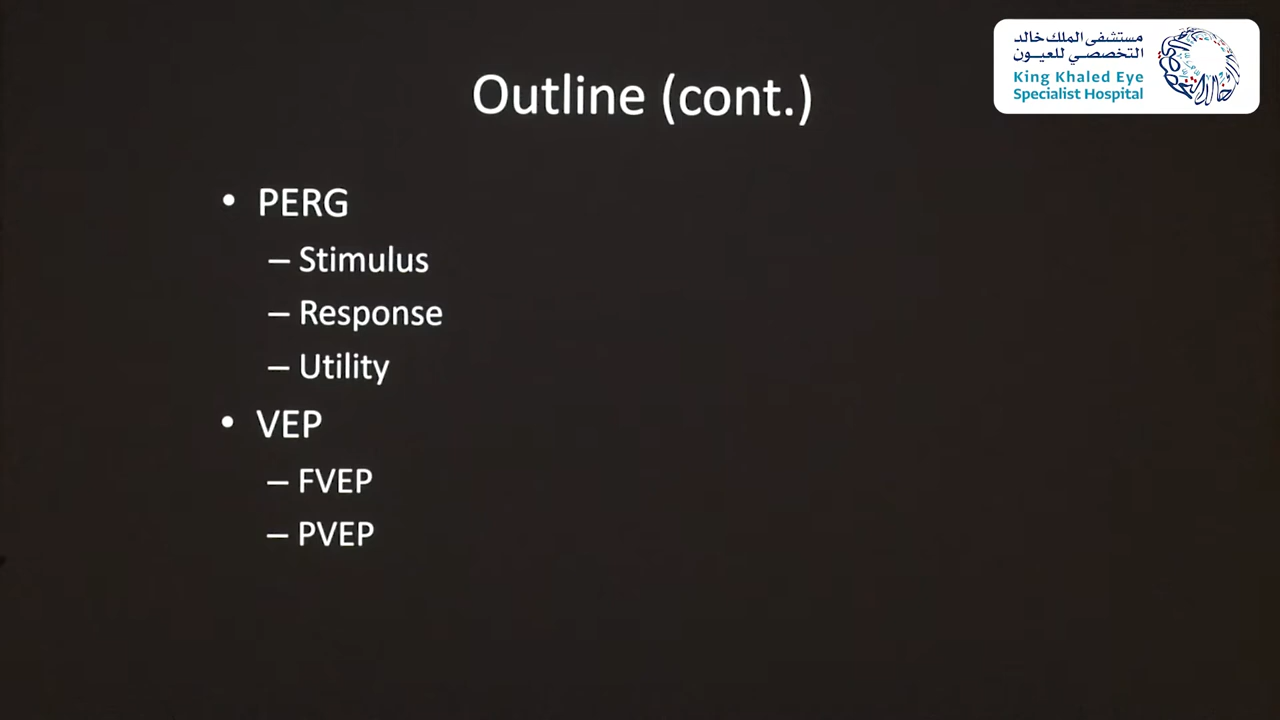 مستشفى الملك خالد
التخصصي للعيون
King Khaled Eye
Specialist Hospital
Outline (cont.)
• PERG
– Stimulus
– Response
– Utility
• VEP
– FVEP
– PVEP